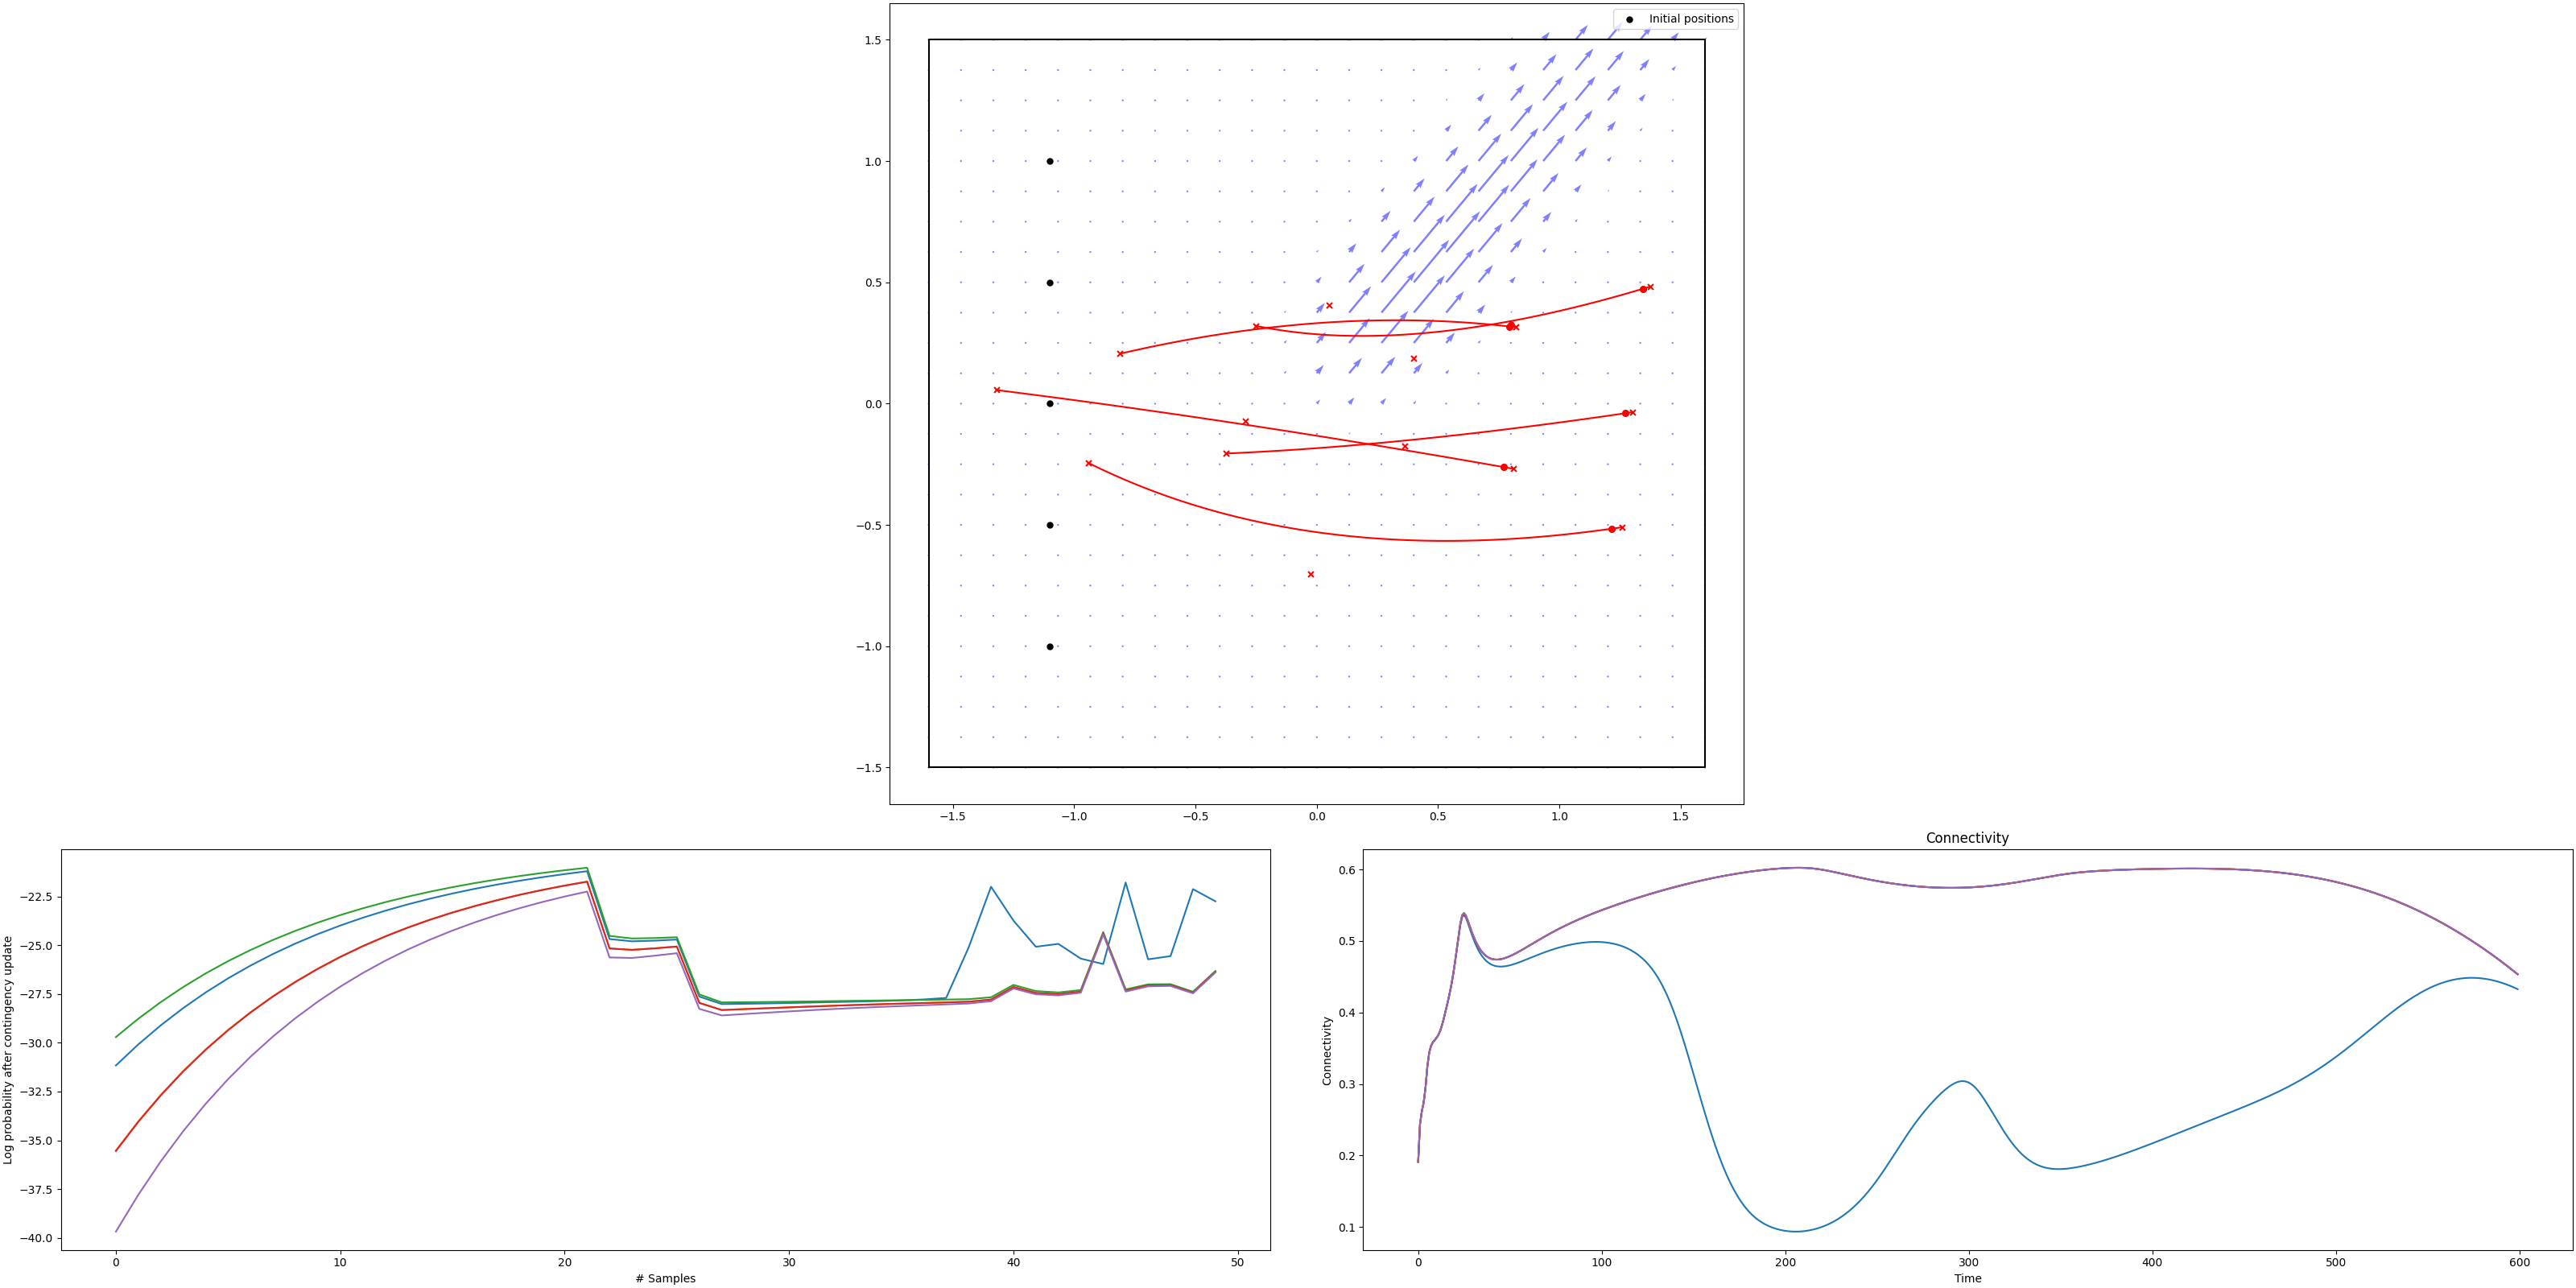 Initial positions
1.5
1.0
0.5
0.0
−0.5
−1.0
−1.5
−1.5 −1.0 −0.5 0.0 0.5 1.0 1.5
Log probability after contingency update
−22.5
−25.0
−27.5
−30.0
−32.5
−35.0
−37.5
−40.0
0 10 20 30 40 50
# Samples
Connectivity
Connectivity
0.6
0.5
0.4
0.3
0.2
0.1
0 100 200 300 400 500 600
Time